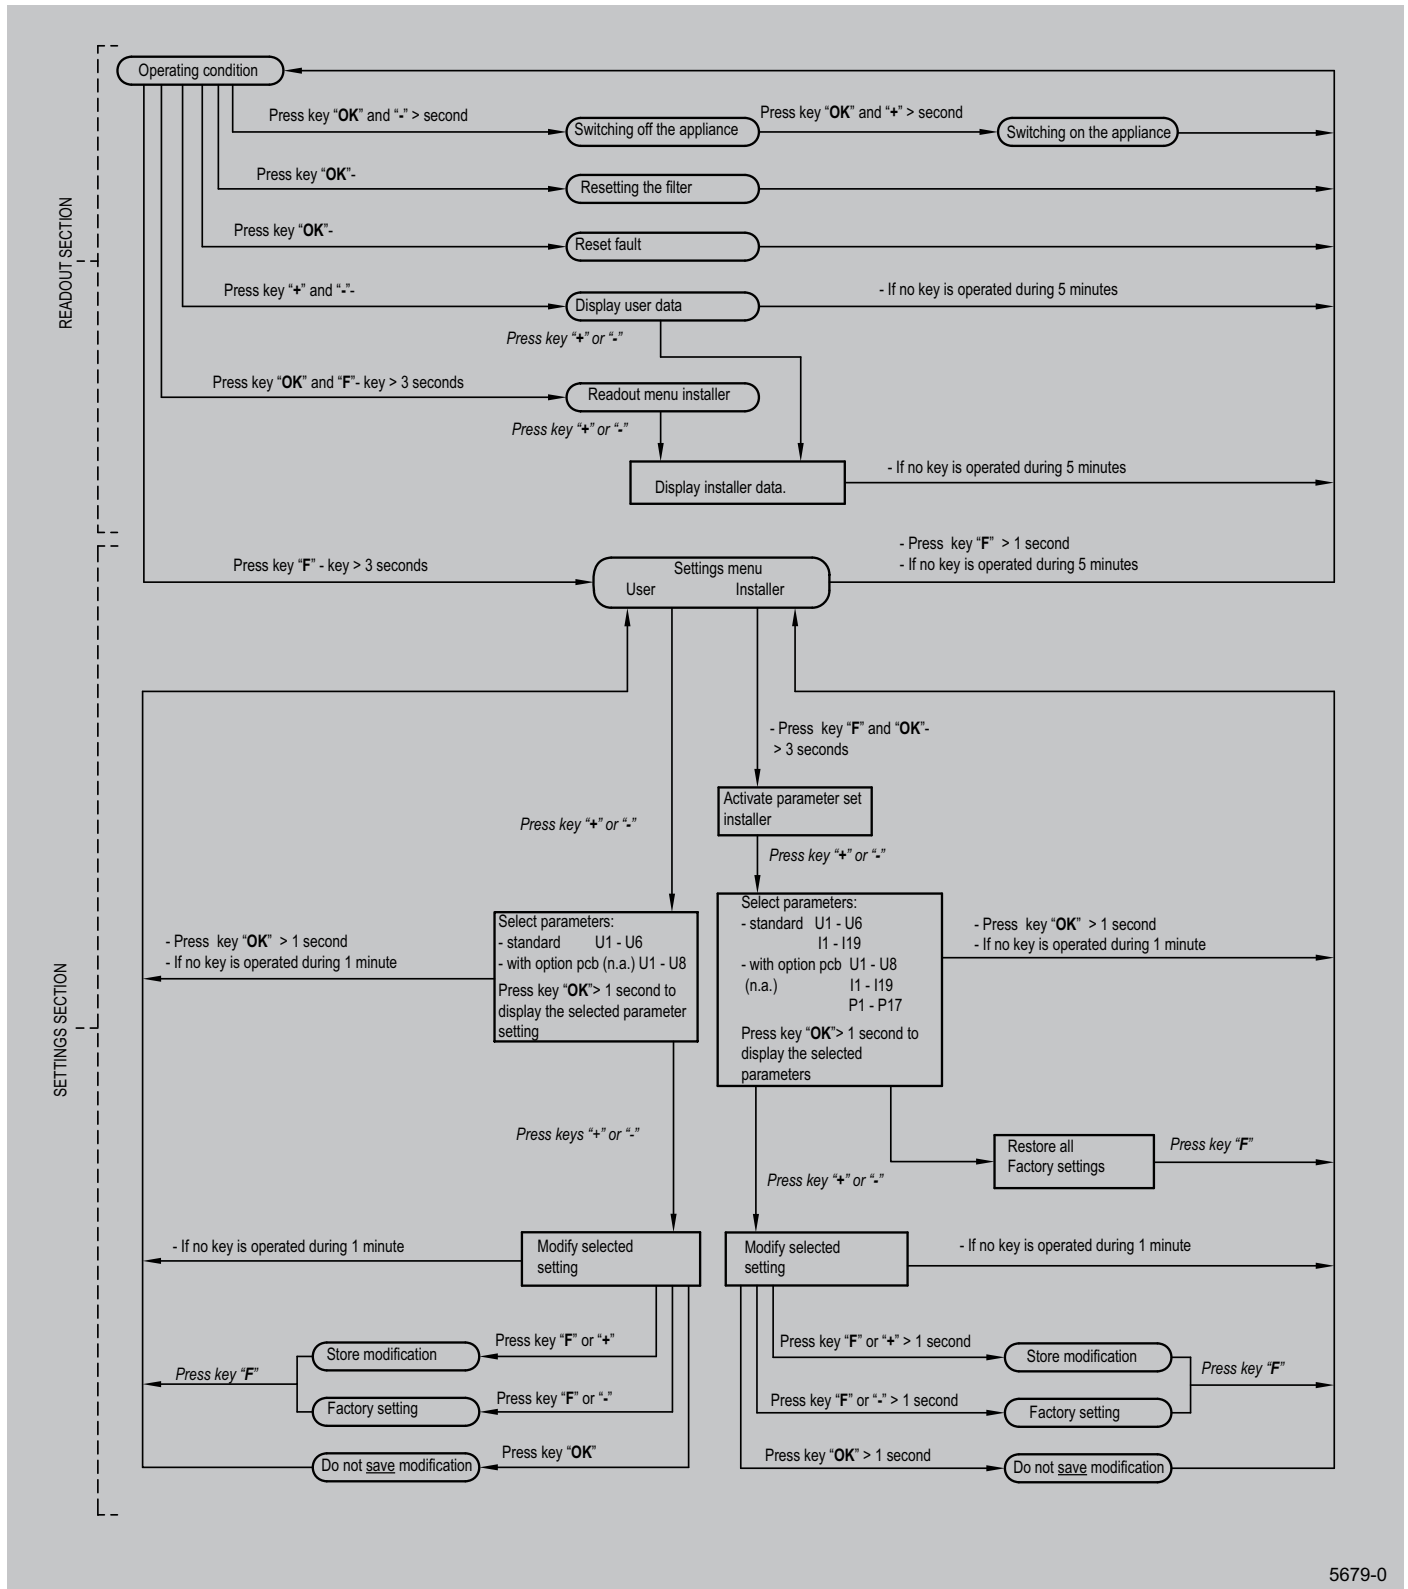 READOUT SECTION
Operating condition
Press key “OK” and “-” > second
Switching off the appliance
Press key “OK” and “+” > second
Switching on the appliance
Press key “OK”-
Resetting the filter
Press key “OK”-
Reset fault
Press key “+” and “-”-
Display user data
- If no key is operated during 5 minutes
Press key “+” or “-”
Press key “OK” and “F”- key > 3 seconds
Readout menu installer
Press key “+” or “-”
Display installer data.
- If no key is operated during 5 minutes
SETTINGS SECTION
Press key “F” - key > 3 seconds
Settings menu
User Installer
- Press key “F” > 1 second
- If no key is operated during 5 minutes
- Press key “F” and “OK”-
> 3 seconds
Activate parameter set
installer
Press key “+” or “-”
Press key “+” or “-”
- Press key “OK” > 1 second
- If no key is operated during 1 minute
Select parameters:
- standard U1 - U6
- with option pcb (n.a.) U1 - U8
Press key “OK”> 1 second to
display the selected parameter
setting
Select parameters:
- standard U1 - U6
I1 - I19
- with option pcb U1 - U8
(n.a.) I1 - I19
P1 - P17
Press key “OK”> 1 second to
display the selected
parameters
- Press key “OK” > 1 second
- If no key is operated during 1 minute
Press keys “+” or “-”
Press key “+” or “-”
Restore all
Factory settings
Press key “F”
- If no key is operated during 1 minute
Modify selected
setting
Modify selected
setting
- If no key is operated during 1 minute
Press key “F”
Store modification
Press key “F” or “+”
Factory setting
Press key “F” or “-”
Do not save modification
Press key “OK”
Press key “F” or “+” > 1 second
Store modification
Press key “F”
Press key “F” or “-” > 1 second
Factory setting
Press key “OK” > 1 second
Do not save modification
5679-0